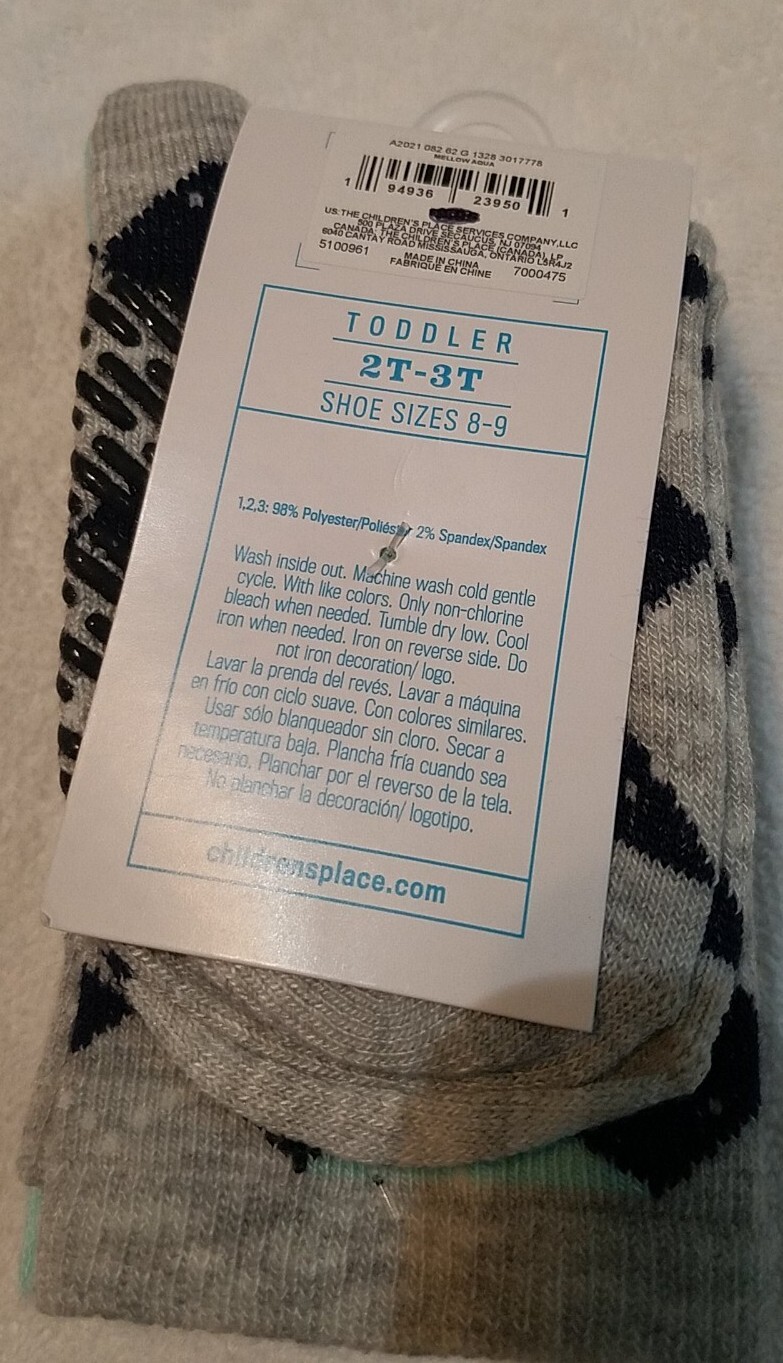 A2021 082 62 G 1328 3017778
MELLOW AQUA
1 94936 23950 1
US:THE CHILDREN'S PLACE SERVICES COMPANY,LLC
500 PLAZA DRIVE SECAUCUS, NJ 07094
CANADA: THE CHILDREN'S PLACE (CANADA), LP
6040 CANTAY ROAD MISSISSAUGA, ONTARIO L5R4J2
5100961 MADE IN CHINA 7000475
FABRIQUE EN CHINE
TODDLER
2T-3T
SHOE SIZES 8-9
1,2,3: 98% Polyester/Poliéster 2% Spandex/Spandex
Wash inside out. Machine wash cold gentle
cycle. With like colors. Only non-chlorine
bleach when needed. Tumble dry low. Cool
iron when needed. Iron on reverse side. Do
not iron decoration/ logo.
Lavar la prenda del revés. Lavar a máquina
en frío con ciclo suave. Con colores similares.
Usar sólo blanqueador sin cloro. Secar a
temperatura baja. Plancha fría cuando sea
necesario. Planchar por el reverso de la tela.
No planchar la decoración/ logotipo.
childrensplace.com